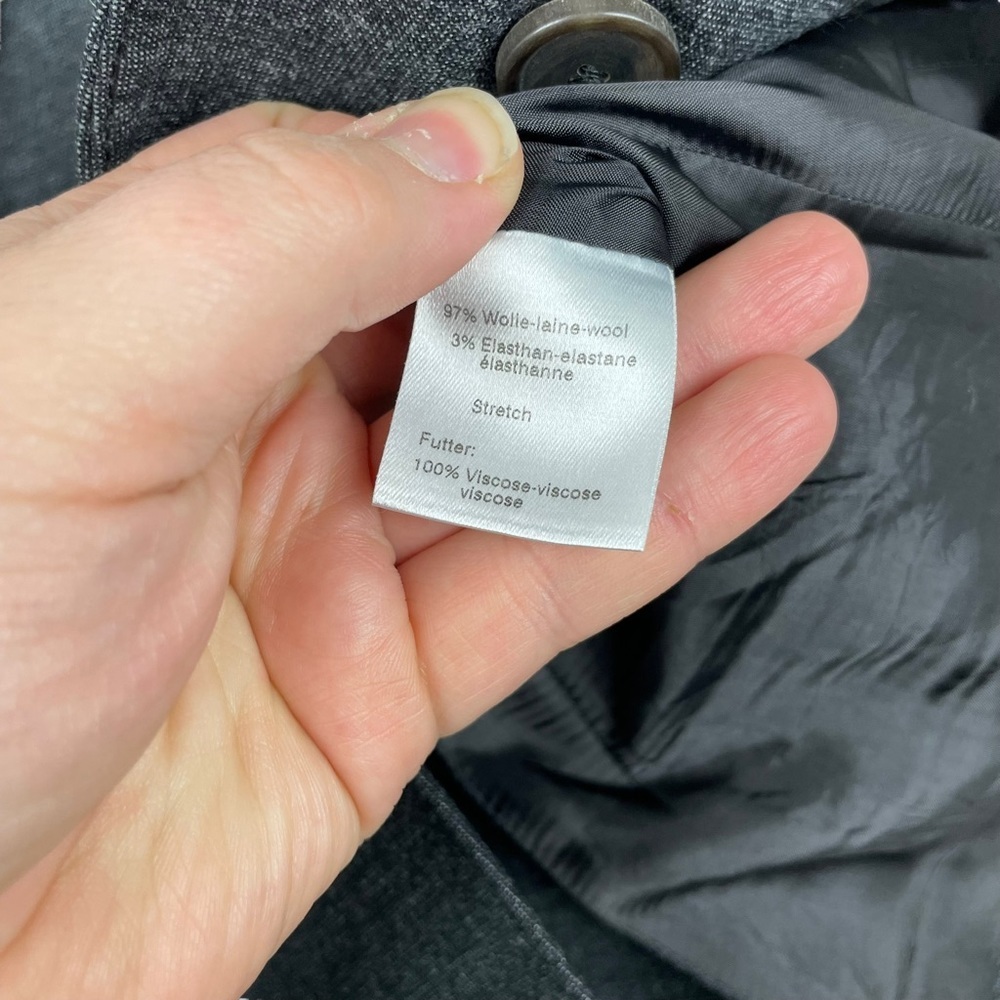 97% Wolle-laine-wool
3% Elasthan-elastane
élasthanne
Stretch
Futter:
100% Viscose-viscose
viscose